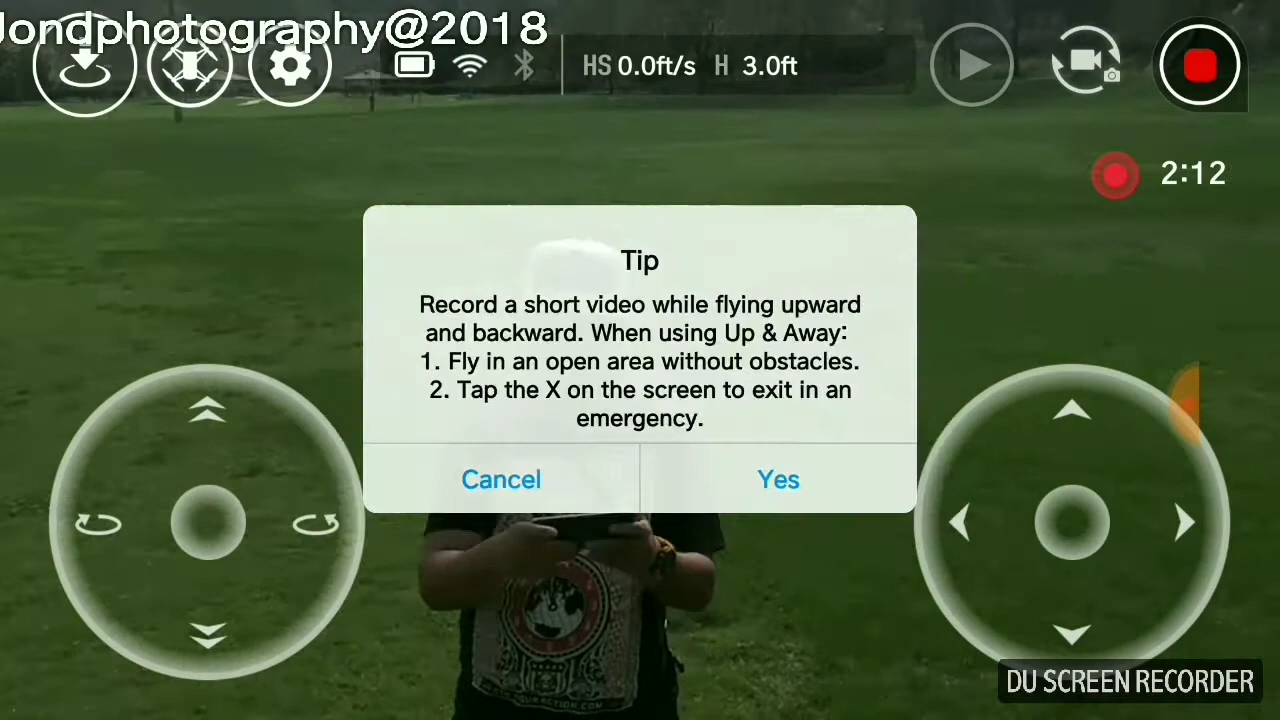 Jondphotography@2018
HS 0.0ft/s H 3.0ft
2:12
Tip
Record a short video while flying upward
and backward. When using Up & Away:
1. Fly in an open area without obstacles.
2. Tap the X on the screen to exit in an
emergency.
Cancel
Yes
DU SCREEN RECORDER